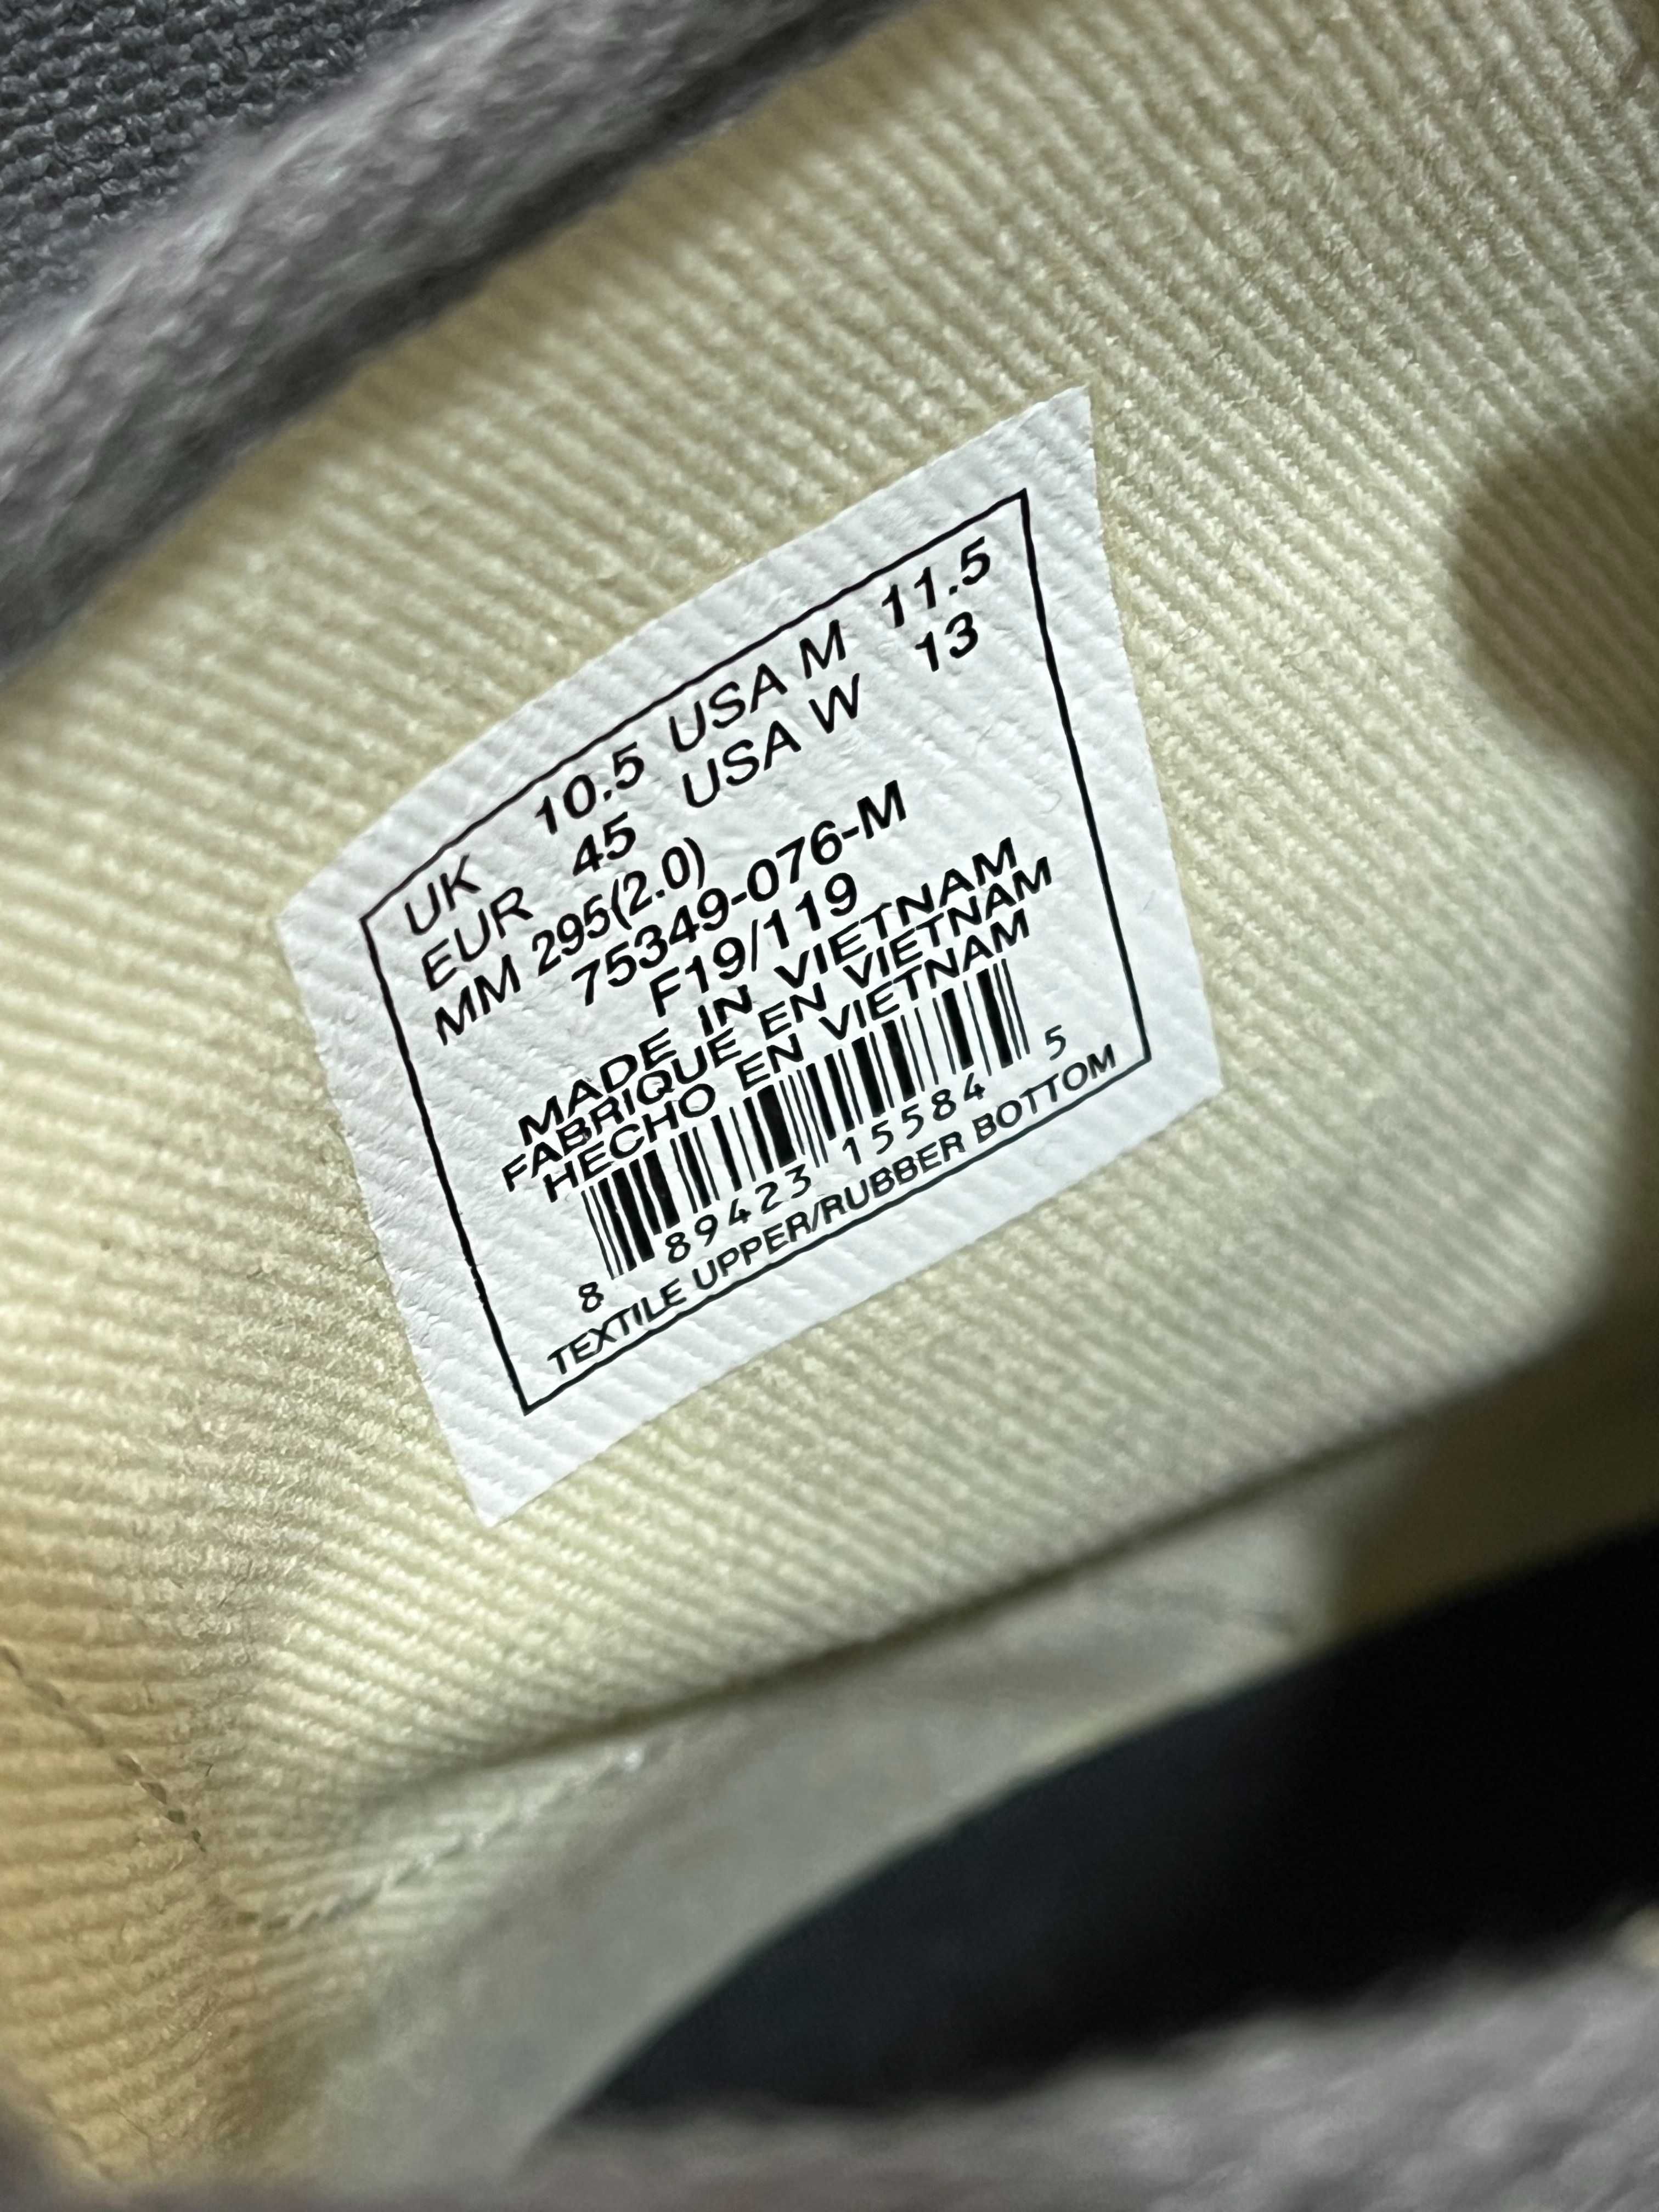 UK 10.5 USA M 11.5
EUR 45 USA W 13
MM 295(2.0)
75349-076-M
F19/119
MADE IN VIETNAM
FABRIQUE EN VIETNAM
HECHO EN VIETNAM
8 89423 15584 5
TEXTILE UPPER/RUBBER BOTTOM